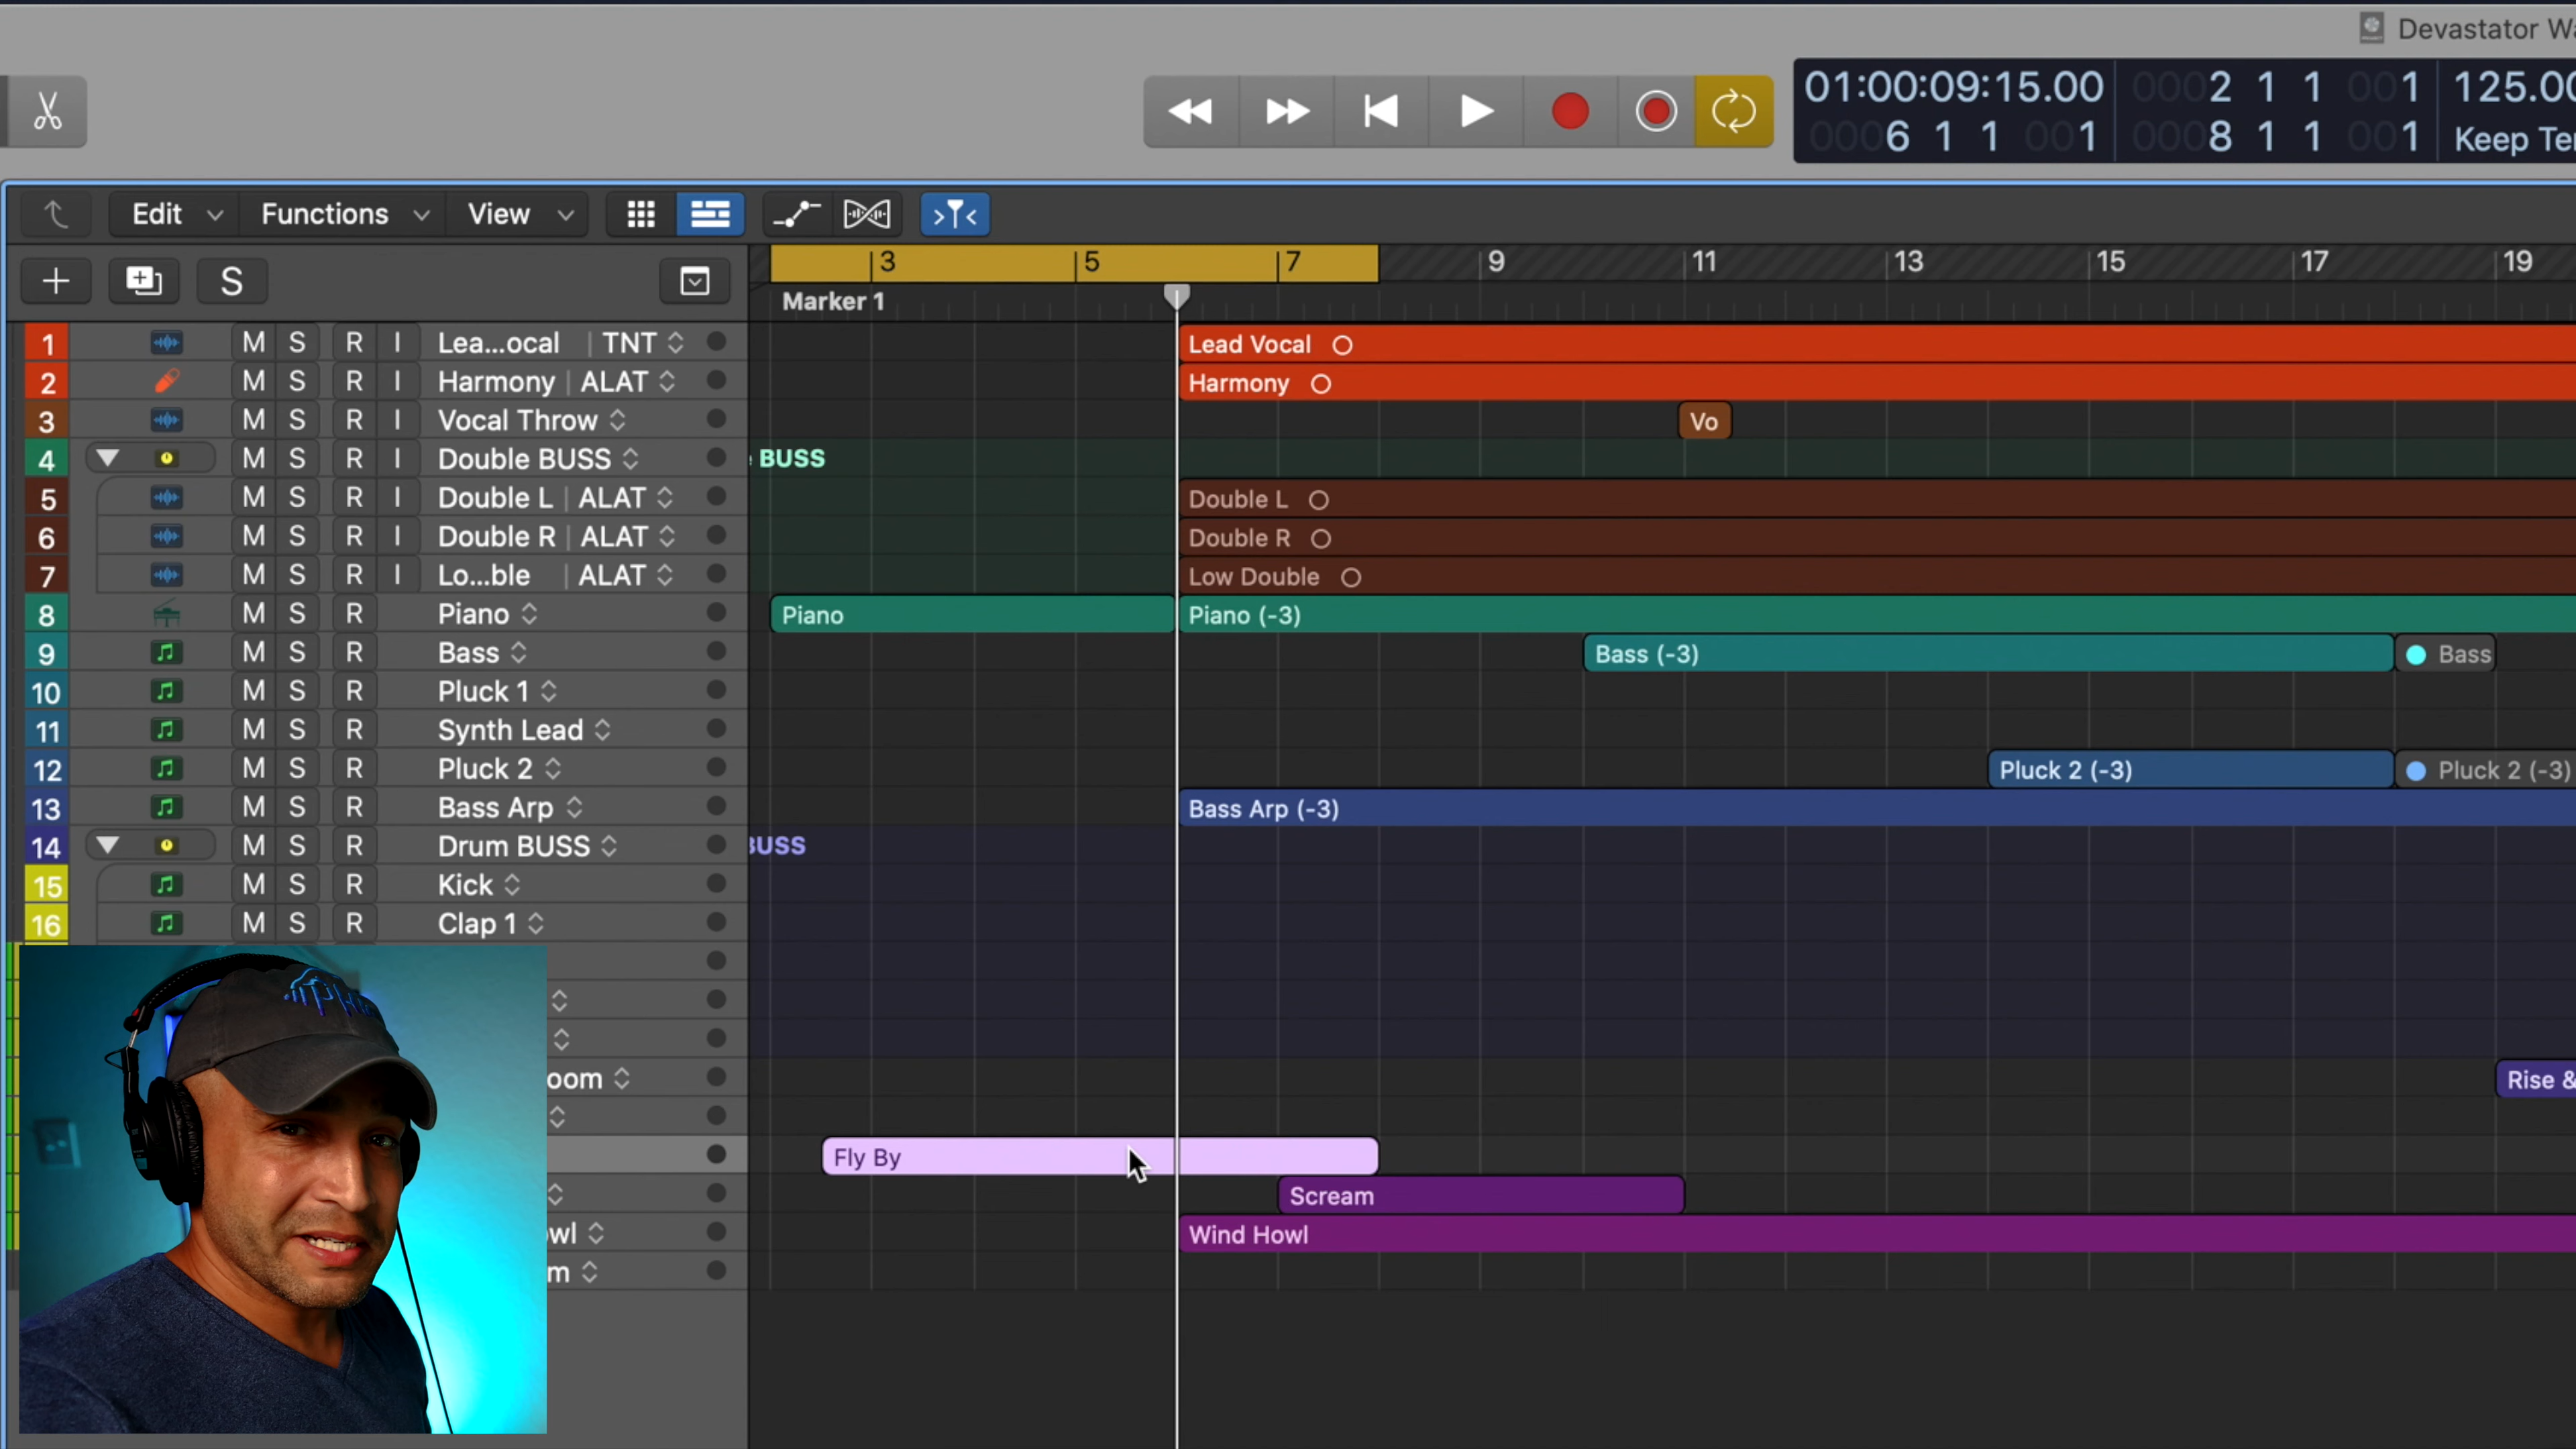 Devastator Wa
01:00:09:15.00 0002 1 1 001 125.00
0006 1 1 001 0008 1 1 001 Keep Te
Edit Functions View
S 3 5 7 9 11 13 15 17 19
Marker 1
1 M S R I Lea...ocal | TNT Lead Vocal
2 M S R I Harmony | ALAT Harmony
3 M S R I Vocal Throw Vo
4 M S R I Double BUSS BUSS
5 M S R I Double L | ALAT Double L
6 M S R I Double R | ALAT Double R
7 M S R I Lo...ble | ALAT Low Double
8 M S R Piano Piano Piano (-3)
9 M S R Bass Bass (-3) Bass
10 M S R Pluck 1
11 M S R Synth Lead
12 M S R Pluck 2 Pluck 2 (-3) Pluck 2 (-3)
13 M S R Bass Arp Bass Arp (-3)
14 M S R Drum BUSS BUSS
15 M S R Kick
16 M S R Clap 1
oom Rise &
Fly By
Scream
wl Wind Howl
m